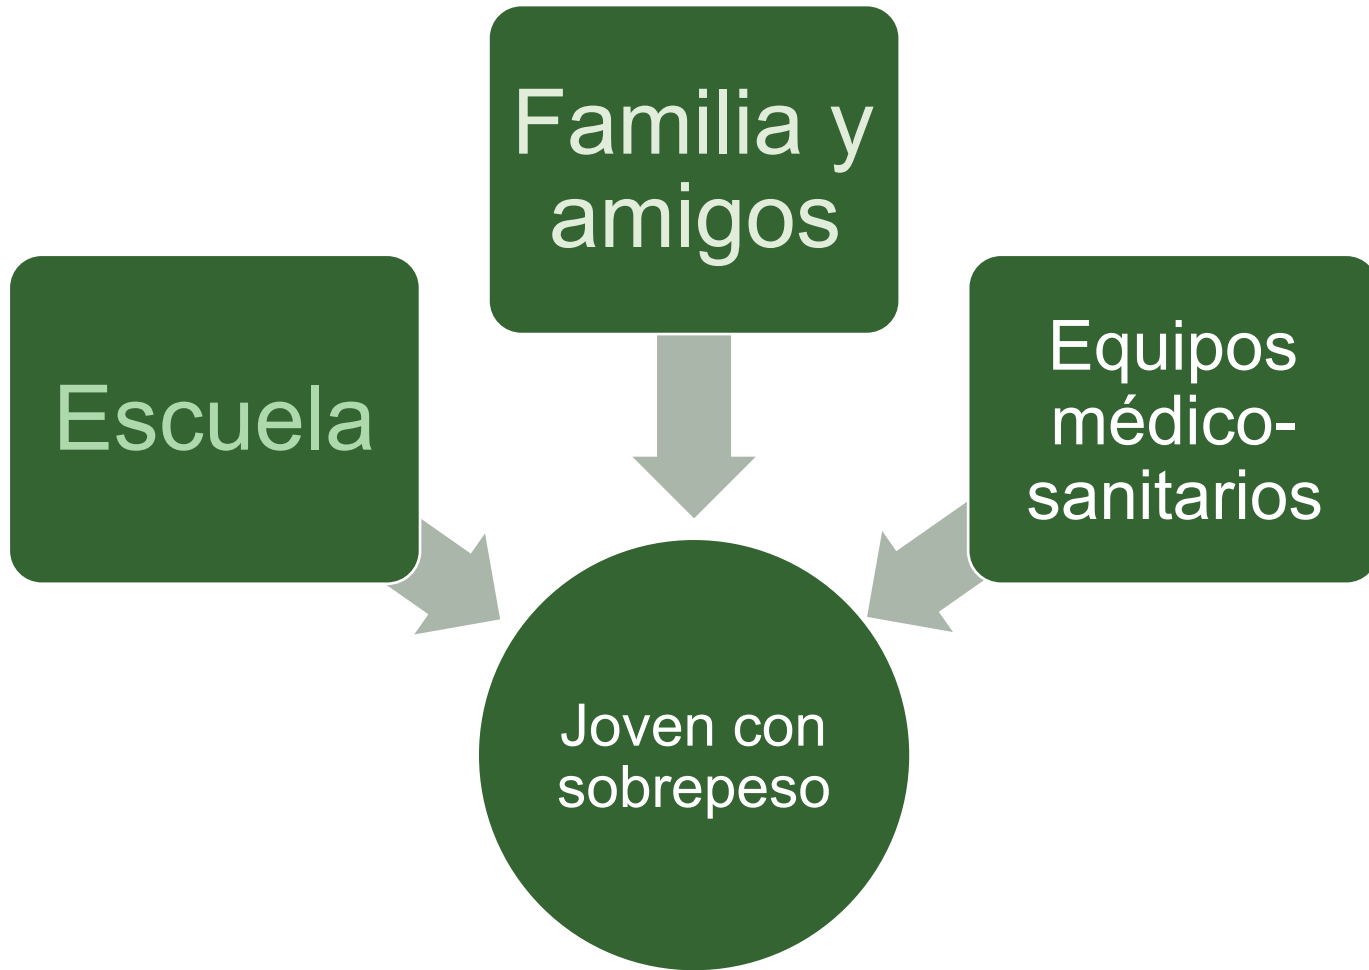 Familia y
amigos
Escuela
Equipos
médico-
sanitarios
Joven con
sobrepeso